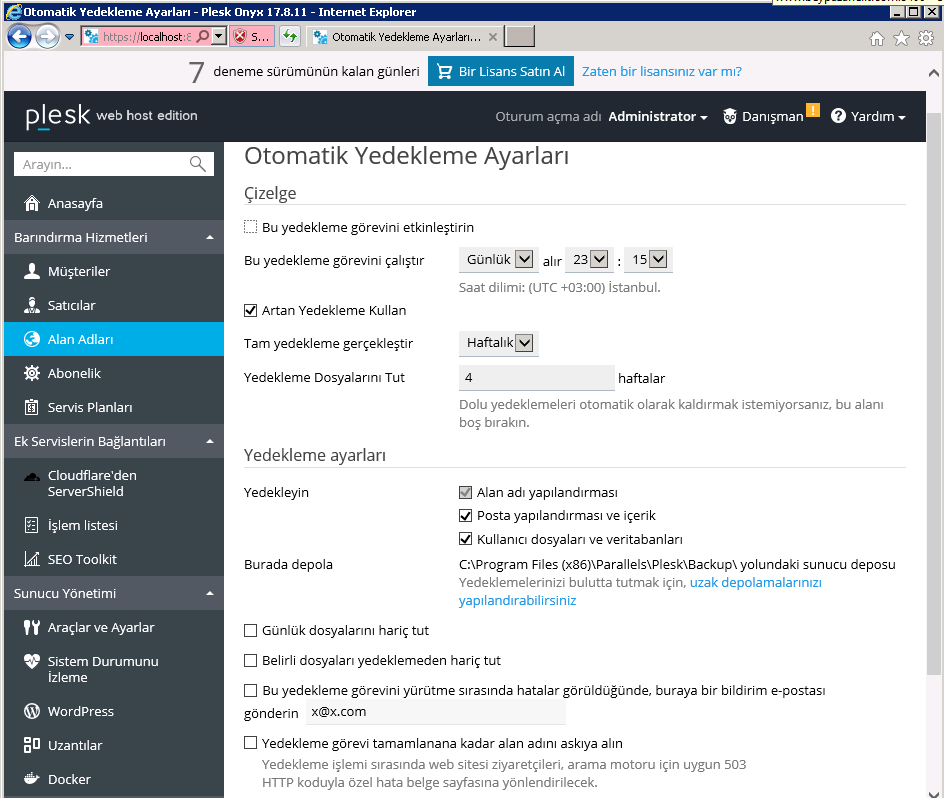 Otomatik Yedekleme Ayarları - Plesk Onyx 17.8.11 - Internet Explorer
https://localhost:8
S...
Otomatik Yedekleme Ayarları...
7 deneme sürümünün kalan günleri
Bir Lisans Satın Al
Zaten bir lisansınız var mı?
plesk web host edition
Oturum açma adı Administrator
Danışman !
? Yardım
Arayın...
Anasayfa
Barındırma Hizmetleri
Müşteriler
Satıcılar
Alan Adları
Abonelik
Servis Planları
Ek Servislerin Bağlantıları
Cloudflare'den
ServerShield
İşlem listesi
SEO Toolkit
Sunucu Yönetimi
Araçlar ve Ayarlar
Sistem Durumunu
İzleme
WordPress
Uzantılar
Docker
Otomatik Yedekleme Ayarları
Çizelge
Bu yedekleme görevini etkinleştirin
Bu yedekleme görevini çalıştır Günlük alır 23 : 15
Saat dilimi: (UTC +03:00) İstanbul.
Artan Yedekleme Kullan
Tam yedekleme gerçekleştir Haftalık
Yedekleme Dosyalarını Tut 4 haftalar
Dolu yedeklemeleri otomatik olarak kaldırmak istemiyorsanız, bu alanı
boş bırakın.
Yedekleme ayarları
Yedekleyin Alan adı yapılandırması
Posta yapılandırması ve içerik
Kullanıcı dosyaları ve veritabanları
Burada depola C:\Program Files (x86)\Parallels\Plesk\Backup\ yolundaki sunucu deposu
Yedeklemelerinizi bulutta tutmak için, uzak depolamalarınızı
yapılandırabilirsiniz
Günlük dosyalarını hariç tut
Belirli dosyaları yedeklemeden hariç tut
Bu yedekleme görevini yürütme sırasında hatalar görüldüğünde, buraya bir bildirim e-postası
gönderin x@x.com
Yedekleme görevi tamamlanana kadar alan adını askıya alın
Yedekleme işlemi sırasında web sitesi ziyaretçileri, arama motoru için uygun 503
HTTP koduyla özel hata belge sayfasına yönlendirilecek.